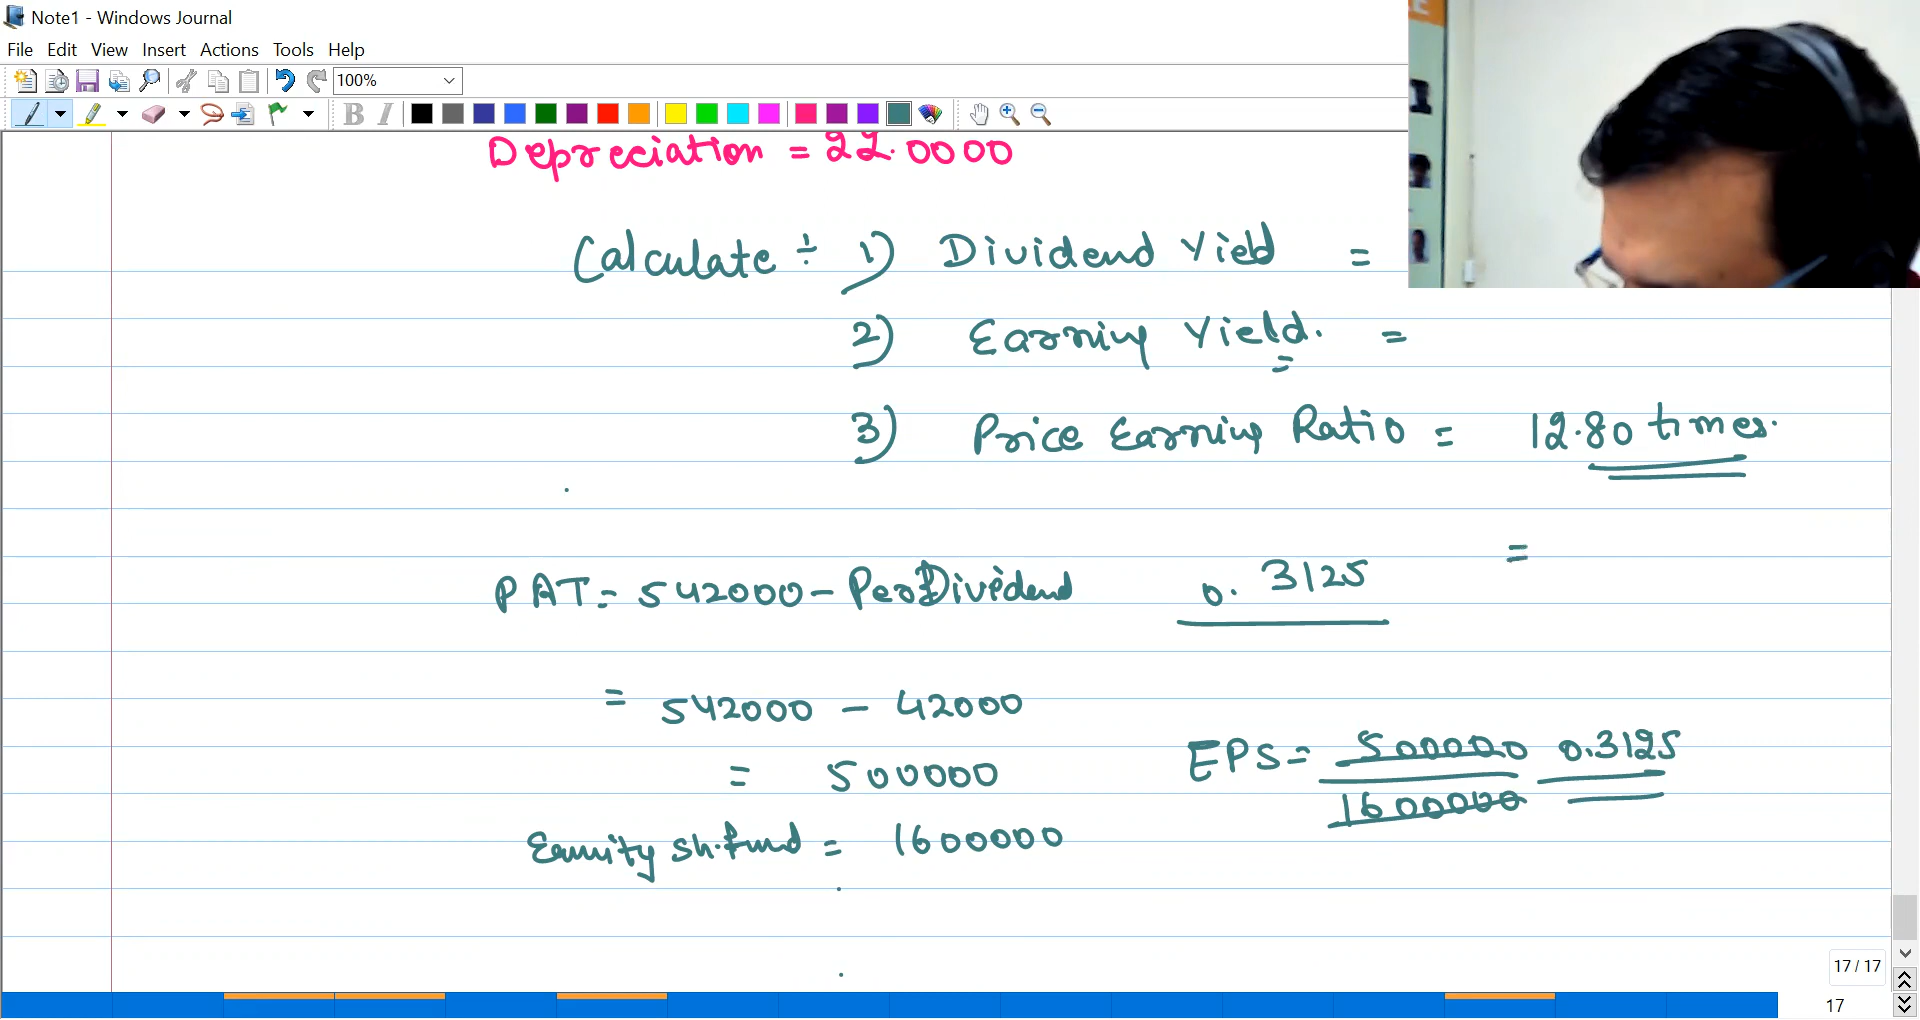 Note1 - Windows Journal
File Edit View Insert Actions Tools Help
100%
Depreciation = 22.0000
Calculate ÷ 1) Dividend Yield =
2) Earning Yield. =
3) Price Earning Ratio = 12.80 times.
PAT = 542000 - Dividend 0.3125 =
= 542000 - 42000
= 500000
EPS = 500000 0.3125
1600000
Equity Sh. fund = 1600000
17 / 17
17